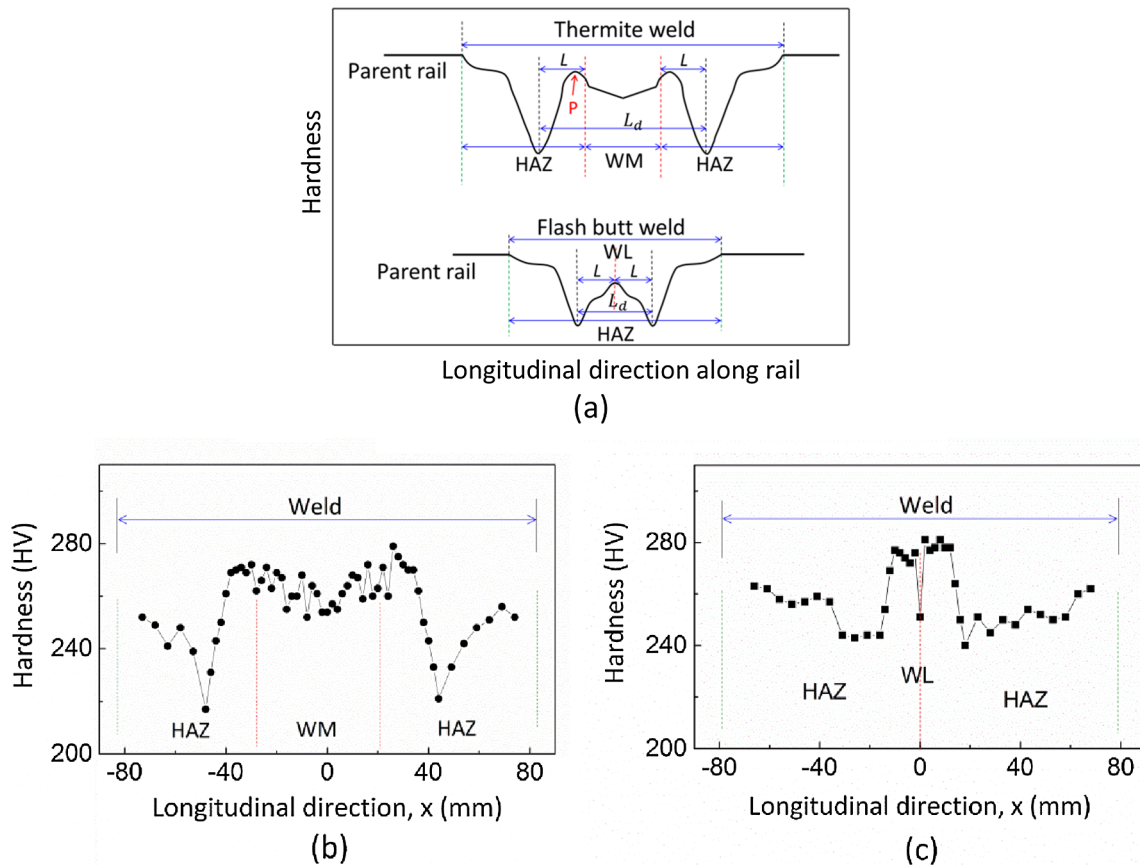 Thermite weld
L L
Parent rail
P
L_d
HAZ WM HAZ
Hardness
Flash butt weld
WL
Parent rail
L L
L_d
HAZ
Longitudinal direction along rail
(a)
Weld
280
240
200
Hardness (HV)
HAZ WM HAZ
-80 -40 0 40 80
Longitudinal direction, x (mm)
(b)
Weld
280
240
200
Hardness (HV)
HAZ WL HAZ
-80 -40 0 40 80
Longitudinal direction, x (mm)
(c)